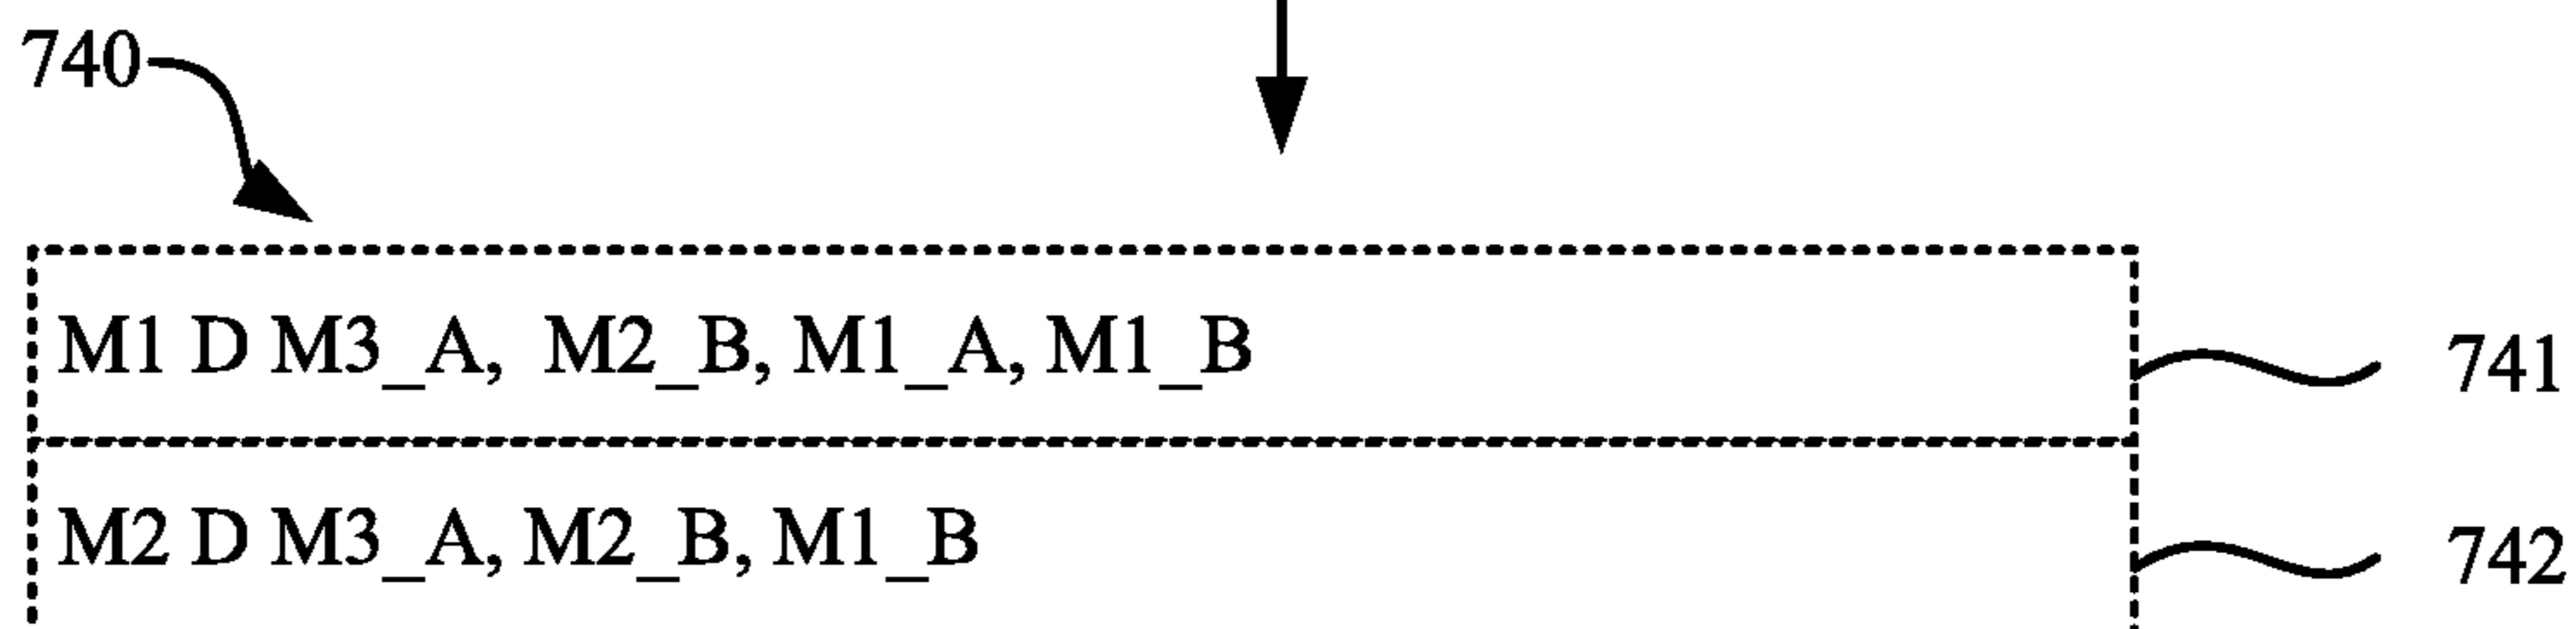 740
M1 D M3_A, M2_B, M1_A, M1_B
741
M2 D M3_A, M2_B, M1_B
742